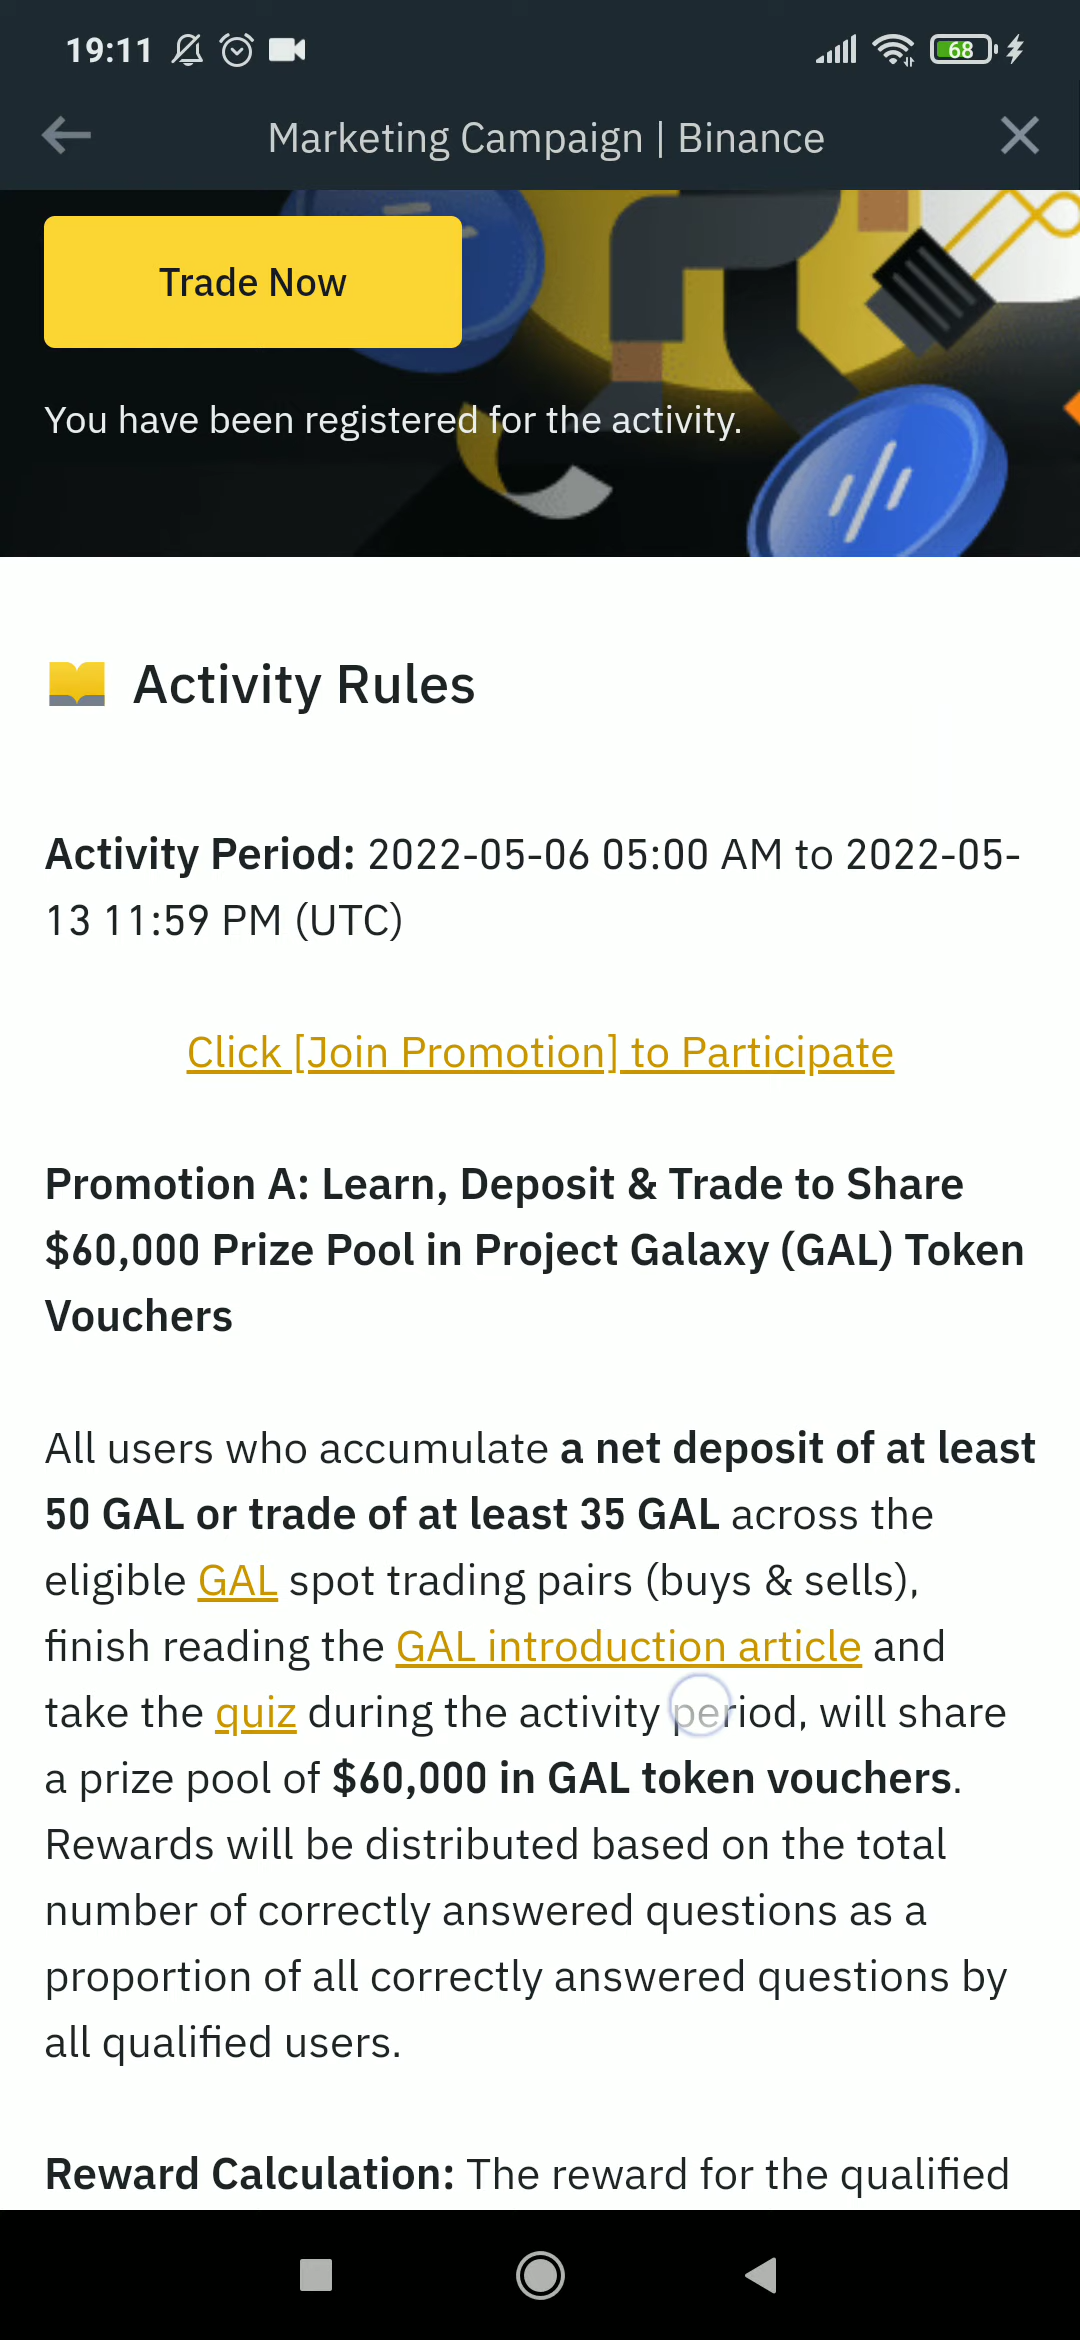 19:11
68
Marketing Campaign | Binance
Trade Now
You have been registered for the activity.
Activity Rules
Activity Period: 2022-05-06 05:00 AM to 2022-05-
13 11:59 PM (UTC)
Click [Join Promotion] to Participate
Promotion A: Learn, Deposit & Trade to Share
$60,000 Prize Pool in Project Galaxy (GAL) Token
Vouchers
All users who accumulate a net deposit of at least
50 GAL or trade of at least 35 GAL across the
eligible GAL spot trading pairs (buys & sells),
finish reading the GAL introduction article and
take the quiz during the activity period, will share
a prize pool of $60,000 in GAL token vouchers.
Rewards will be distributed based on the total
number of correctly answered questions as a
proportion of all correctly answered questions by
all qualified users.
Reward Calculation: The reward for the qualified